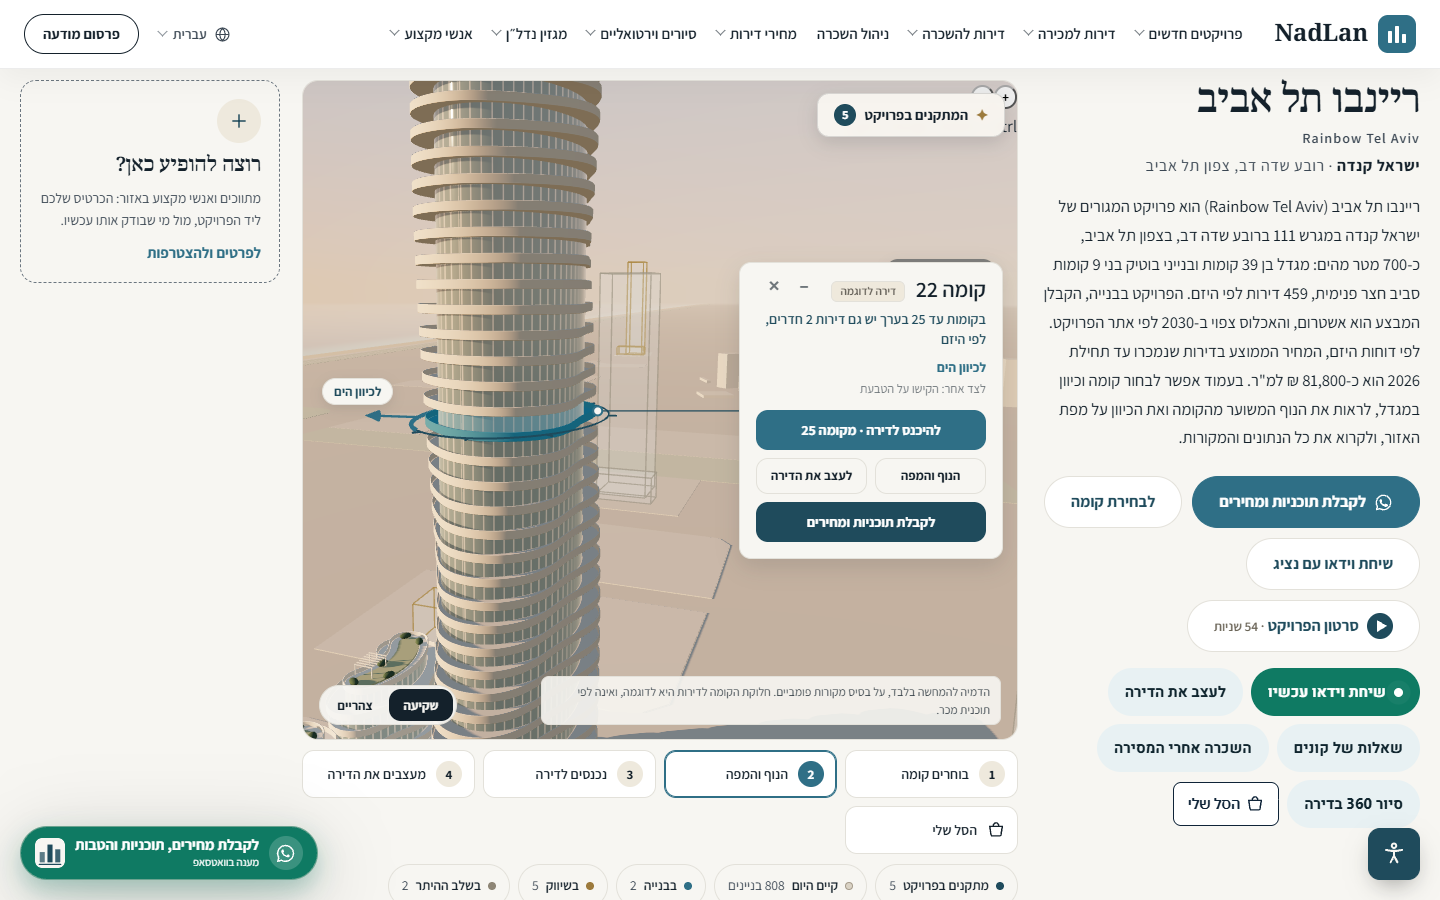 NadLan
פרויקטים חדשים
דירות למכירה
דירות להשכרה
ניהול השכרה
מחירי דירות
סיורים וירטואליים
מגזין נדל״ן
אנשי מקצוע
עברית
פרסום מודעה
ריינבו תל אביב
Rainbow Tel Aviv
ישראל קנדה · רובע שדה דב, צפון תל אביב
ריינבו תל אביב (Rainbow Tel Aviv) הוא פרויקט המגורים של
ישראל קנדה במגרש 111 ברובע שדה דב, בצפון תל אביב,
כ-700 מטר מהים: מגדל בן 39 קומות ובנייני בוטיק בני 9 קומות
סביב חצר פנימית, 459 דירות לפי היזם. הפרויקט בבנייה, הקבלן
המבצע הוא אשטרום, והאכלוס צפוי ב-2030 לפי אתר הפרויקט.
לפי דוחות היזם, המחיר הממוצע בדירות שנמכרו עד תחילת
2026 הוא כ-81,800 ₪ למ"ר. בעמוד אפשר לבחור קומה וכיוון
במגדל, לראות את הנוף המשוער מהקומה ואת הכיוון על מפת
האזור, ולקרוא את כל הנתונים והמקורות.
לקבלת תוכניות ומחירים
לבחירת קומה
שיחת וידאו עם נציג
סרטון הפרויקט · 54 שניות
שיחת וידאו עכשיו
לעצב את הדירה
שאלות של קונים
השכרה אחרי המסירה
סיור 360 בדירה
הסל שלי
המתקנים בפרויקט 5
+
trl
קומה 22
דירה לדוגמה
–
×
בקומות עד 25 בערך יש גם דירות 2 חדרים,
לפי היזם
לכיוון הים
לצד אחר: הקישו על הטבעת
להיכנס לדירה · מקומה 25
הנוף והמפה
לעצב את הדירה
לקבלת תוכניות ומחירים
לכיוון הים
הדמיה להמחשה בלבד, על בסיס מקורות פומביים. חלוקת הקומה לדירות היא לדוגמה, ואינה לפי
תוכנית מכר.
שקיעה
צהריים
1 בוחרים קומה
2 הנוף והמפה
3 נכנסים לדירה
4 מעצבים את הדירה
הסל שלי
מתקנים בפרויקט 5
קיים היום 808 בניינים
בבנייה 2
בשיווק 5
בשלב ההיתר 2
+
רוצה להופיע כאן?
מתווכים ואנשי מקצוע באזור: הכרטיס שלכם
ליד הפרויקט, מול מי שבודק אותו עכשיו.
לפרטים ולהצטרפות
לקבלת מחירים, תוכניות והטבות
מענה בוואטסאפ